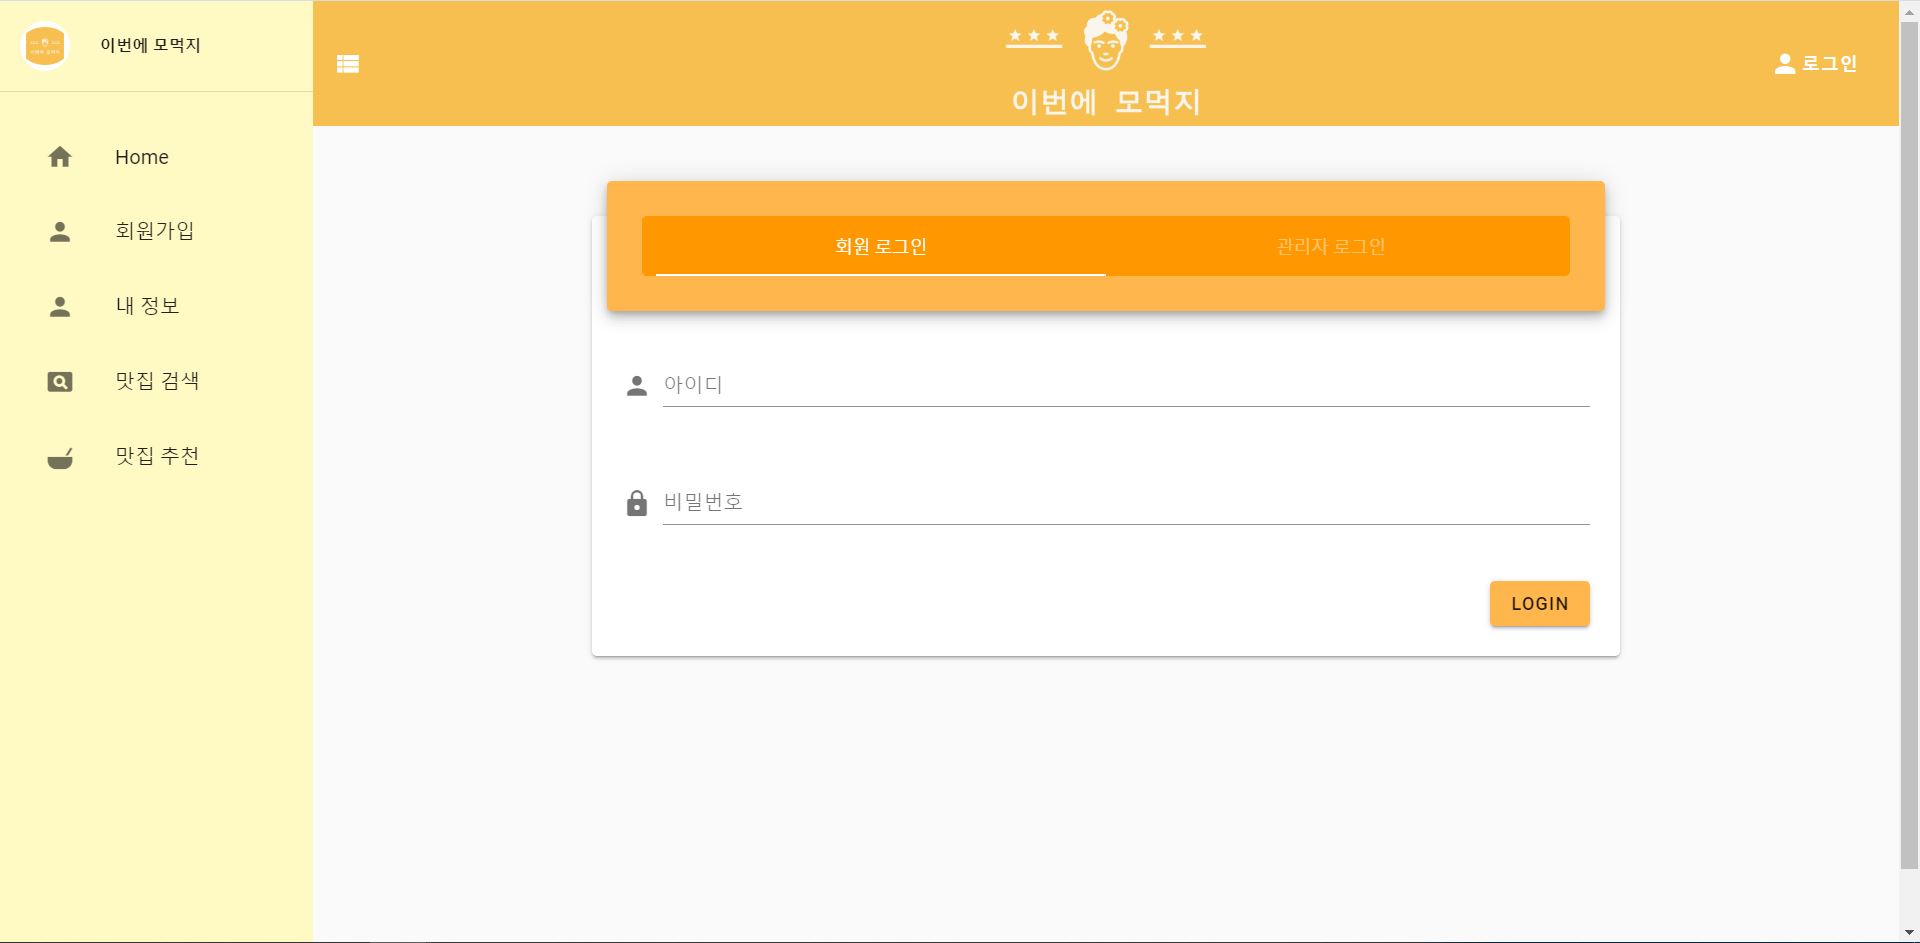 이번에 모먹지
Home
회원가입
내 정보
맛집 검색
맛집 추천
이번에 모먹지
로그인
회원 로그인
관리자 로그인
아이디
비밀번호
LOGIN